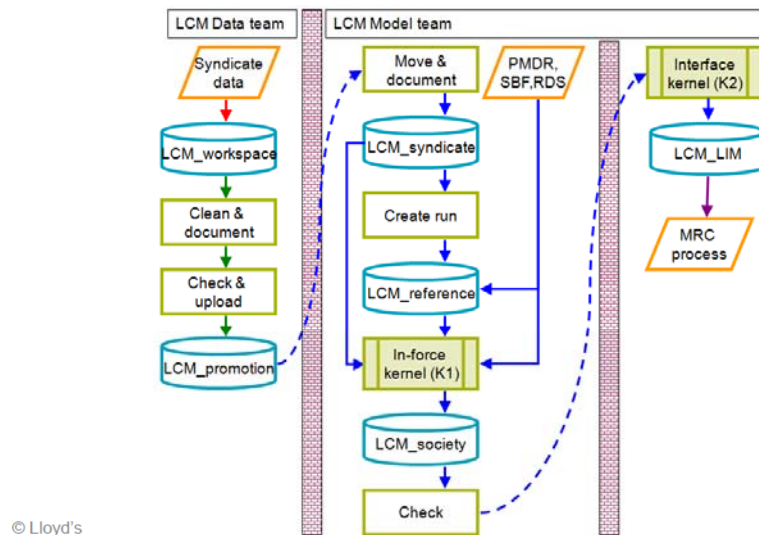 LCM Data team
LCM Model team
Syndicate
data
LCM_workspace
Clean &
document
Check &
upload
LCM_promotion
Move &
document
PMDR,
SBF,RDS
LCM_syndicate
Create run
LCM_reference
In-force
kernel (K1)
LCM_society
Check
Interface
kernel (K2)
LCM_LIM
MRC
process
© Lloyd's